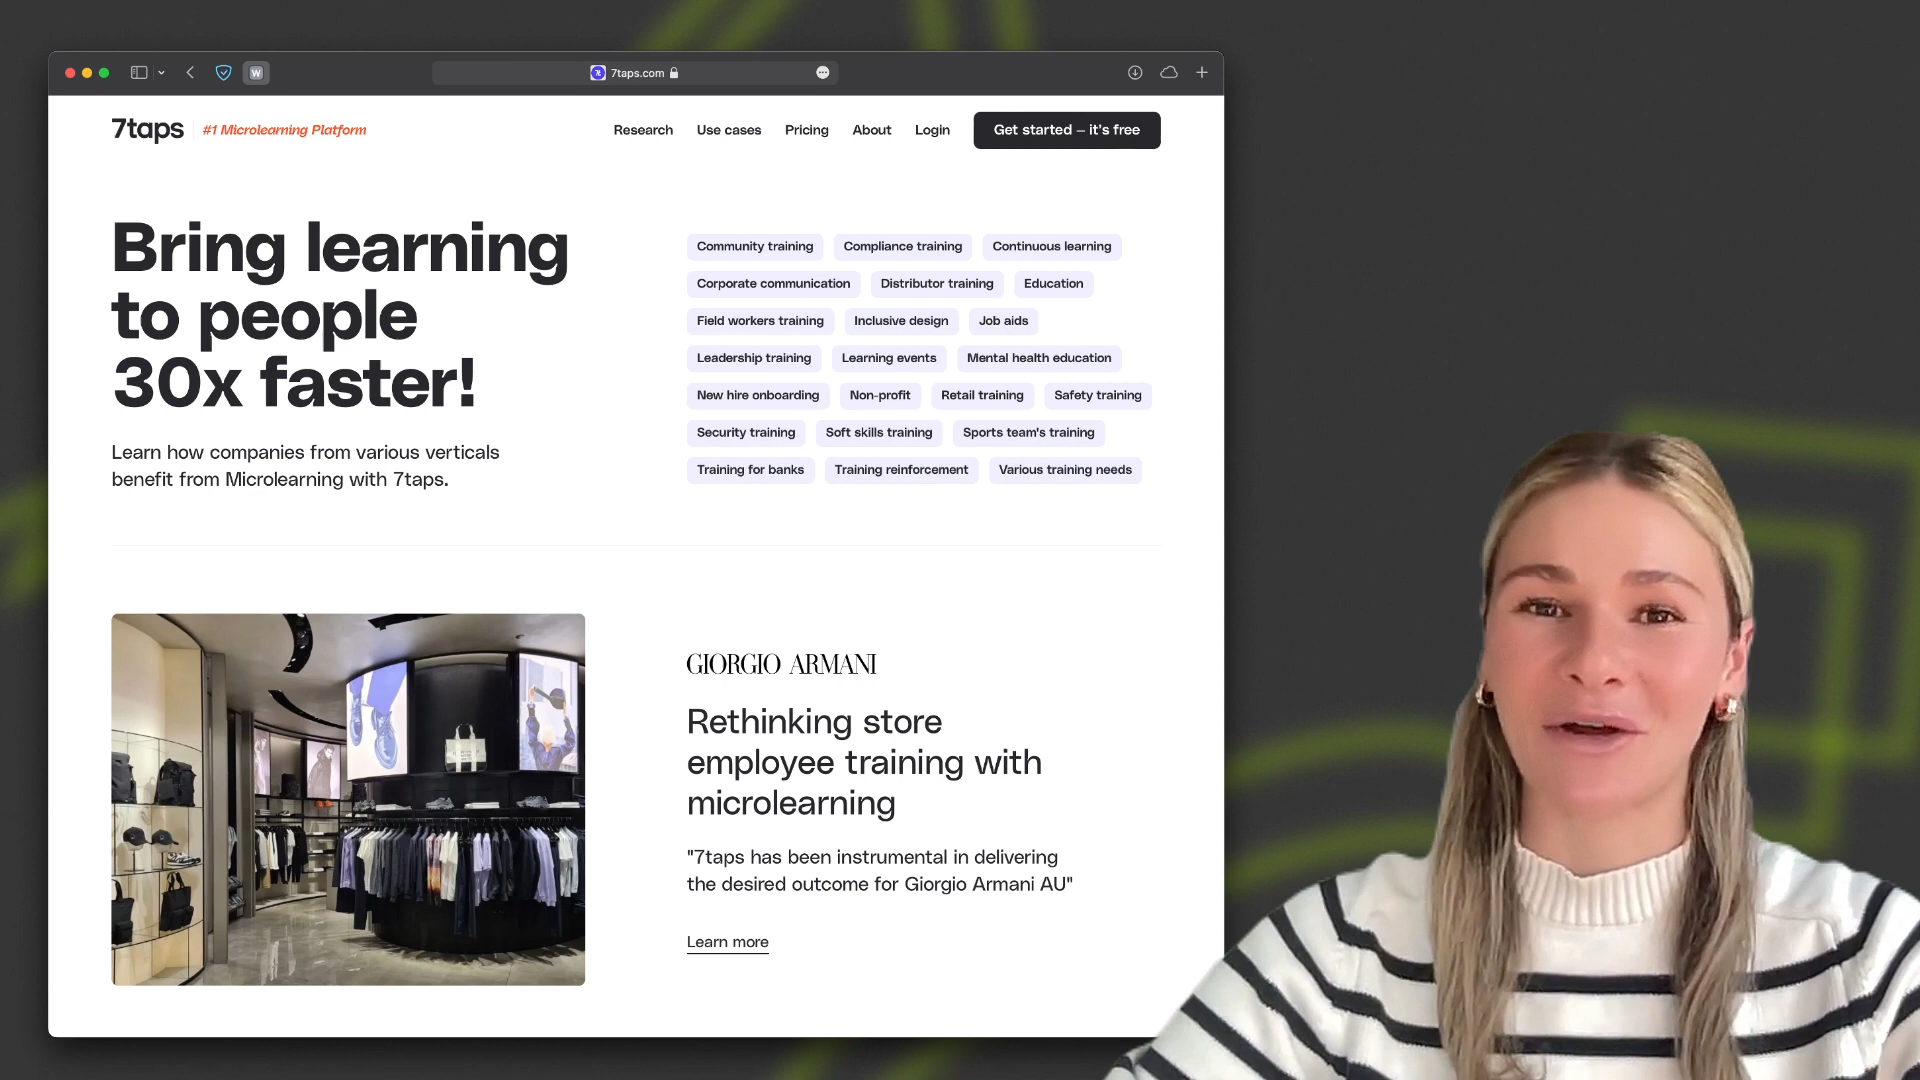 W
7taps.com
7taps
#1 Microlearning Platform
Research
Use cases
Pricing
About
Login
Get started – it's free
Bring learning
to people
30x faster!
Learn how companies from various verticals
benefit from Microlearning with 7taps.
Community training
Compliance training
Continuous learning
Corporate communication
Distributor training
Education
Field workers training
Inclusive design
Job aids
Leadership training
Learning events
Mental health education
New hire onboarding
Non-profit
Retail training
Safety training
Security training
Soft skills training
Sports team's training
Training for banks
Training reinforcement
Various training needs
GIORGIO ARMANI
Rethinking store
employee training with
microlearning
"7taps has been instrumental in delivering
the desired outcome for Giorgio Armani AU"
Learn more